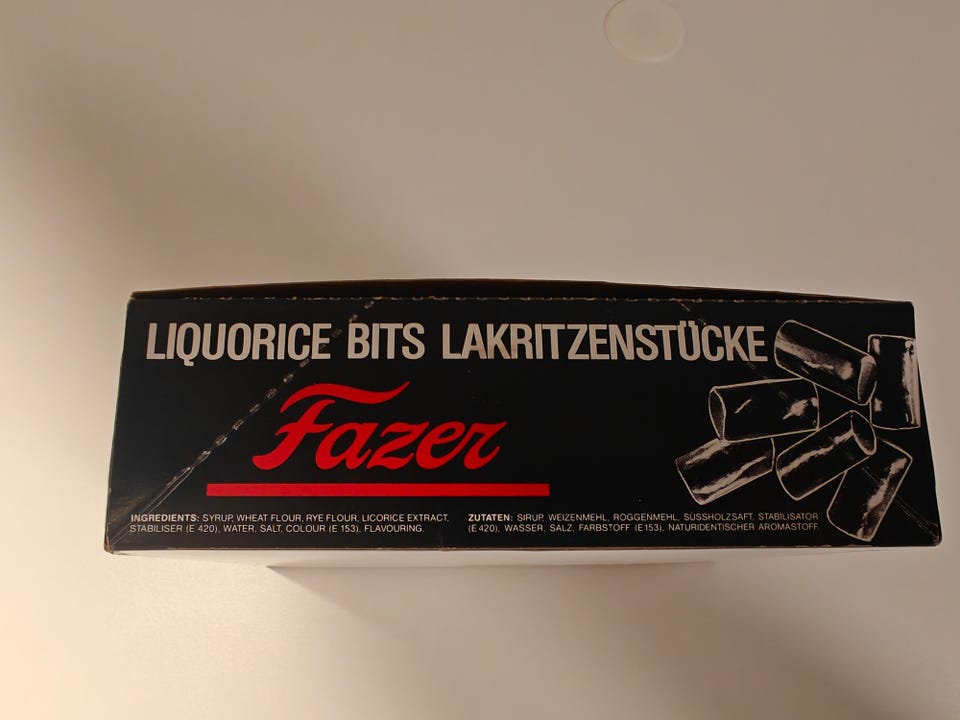 LIQUORICE BITS LAKRITZENSTÜCKE
Fazer
INGREDIENTS: SYRUP, WHEAT FLOUR, RYE FLOUR, LICORICE EXTRACT,
STABILISER (E 420), WATER, SALT, COLOUR (E 153), FLAVOURING.
ZUTATEN: SIRUP, WEIZENMEHL, ROGGENMEHL, SÜSSHOLZSAFT, STABILISATOR
(E 420), WASSER, SALZ, FARBSTOFF (E 153), NATURIDENTISCHER AROMASTOFF.